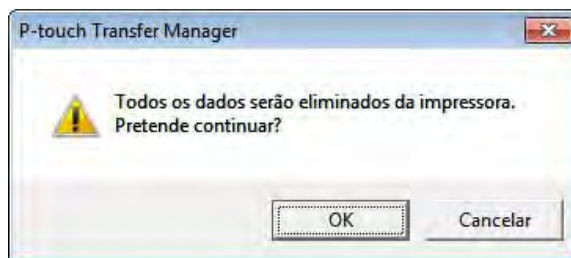 P-touch Transfer Manager
Todos os dados serão eliminados da impressora.
Pretende continuar?
OK
Cancelar